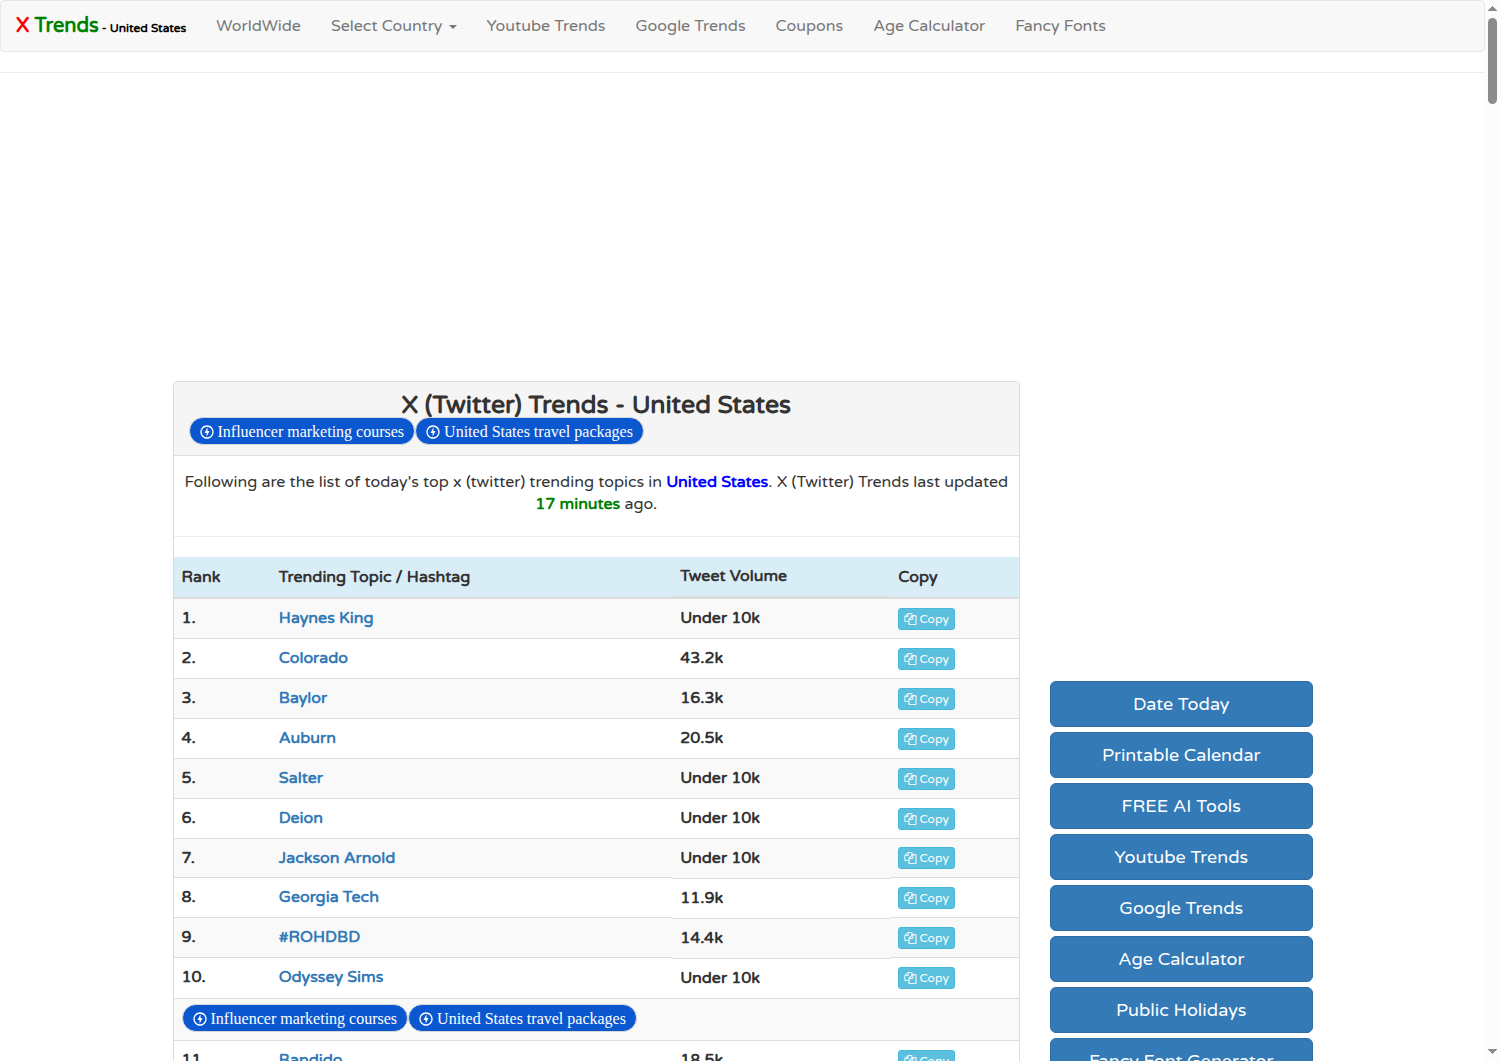 X Trends - United States
WorldWide
Select Country
Youtube Trends
Google Trends
Coupons
Age Calculator
Fancy Fonts
X (Twitter) Trends - United States
Influencer marketing courses
United States travel packages
Following are the list of today's top x (twitter) trending topics in United States. X (Twitter) Trends last updated
17 minutes ago.
Rank Trending Topic / Hashtag Tweet Volume Copy
1. Haynes King Under 10k Copy
2. Colorado 43.2k Copy
3. Baylor 16.3k Copy
4. Auburn 20.5k Copy
5. Salter Under 10k Copy
6. Deion Under 10k Copy
7. Jackson Arnold Under 10k Copy
8. Georgia Tech 11.9k Copy
9. #ROHDBD 14.4k Copy
10. Odyssey Sims Under 10k Copy
Influencer marketing courses
United States travel packages
11. Bandido 18.5k Copy
Date Today
Printable Calendar
FREE AI Tools
Youtube Trends
Google Trends
Age Calculator
Public Holidays
Fancy Font Generator